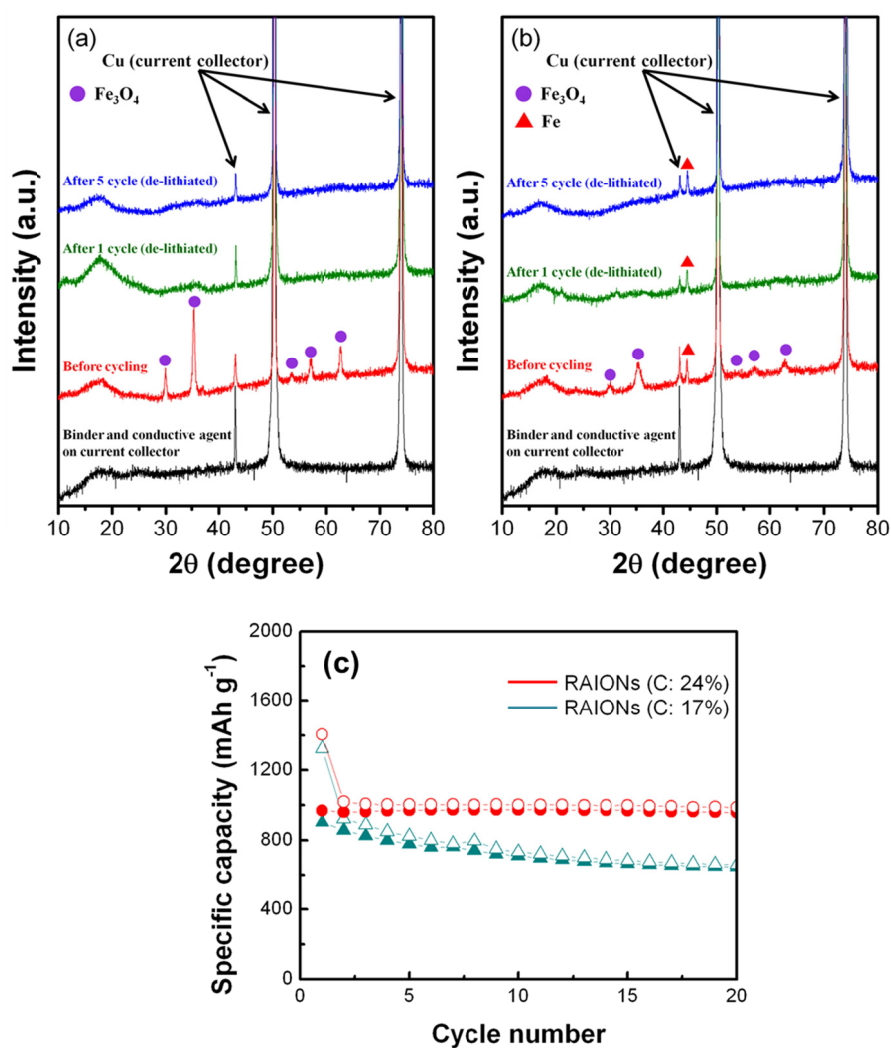 (a)
Cu (current collector)
Fe₃O₄
After 5 cycle (de-lithiated)
After 1 cycle (de-lithiated)
Before cycling
Binder and conductive agent
on current collector
Intensity (a.u.)
10 20 30 40 50 60 70 80
2θ (degree)
(b)
Cu (current collector)
Fe₃O₄
Fe
After 5 cycle (de-lithiated)
After 1 cycle (de-lithiated)
Before cycling
Binder and conductive agent
on current collector
Intensity (a.u.)
10 20 30 40 50 60 70 80
2θ (degree)
(c)
RAIONs (C: 24%)
RAIONs (C: 17%)
Specific capacity (mAh g⁻¹)
2000
1600
1200
800
400
0
0 5 10 15 20
Cycle number